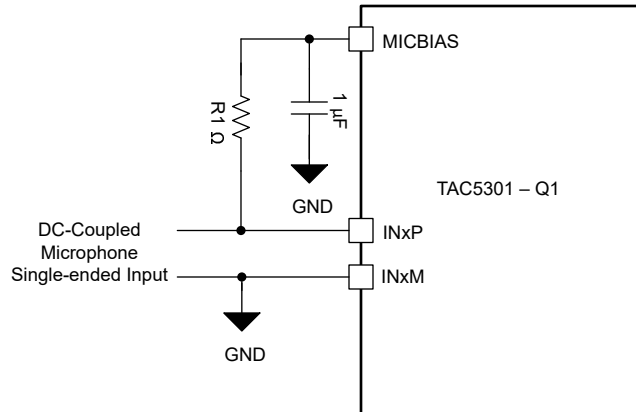 MICBIAS
R1 Ω
1 µF
GND
TAC5301 – Q1
DC-Coupled
Microphone
Single-ended Input
INxP
INxM
GND